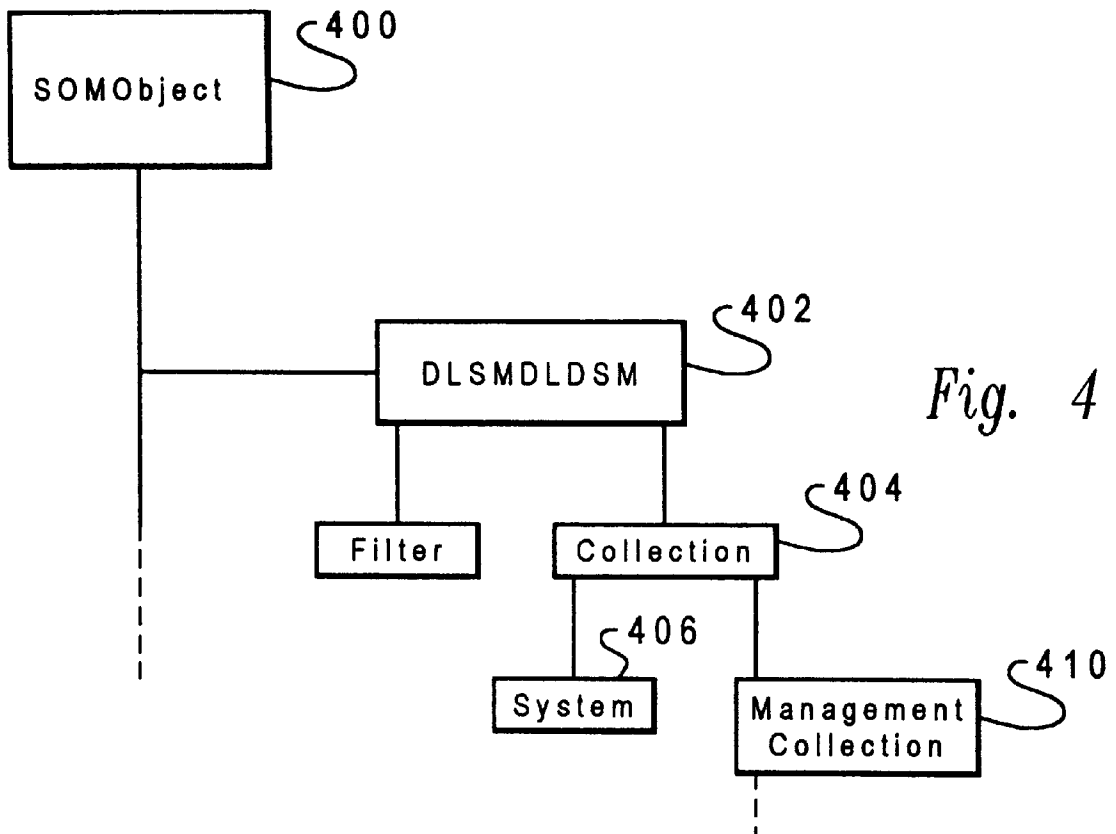 400
SOMObject
402
DLSMDLDSM
Fig. 4
404
Filter
Collection
406
410
System
Management
Collection